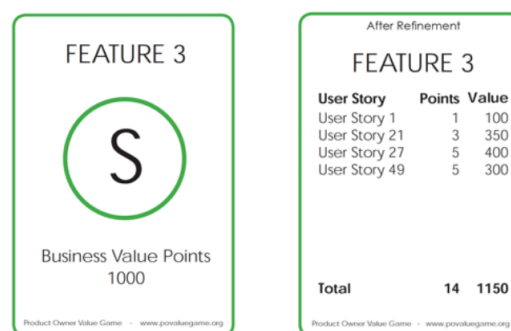 FEATURE 3
S
Business Value Points
1000
Product Owner Value Game - www.povaluegame.org
After Refinement
FEATURE 3
User Story Points Value
User Story 1 1 100
User Story 21 3 350
User Story 27 5 400
User Story 49 5 300
Total 14 1150
Product Owner Value Game - www.povaluegame.org